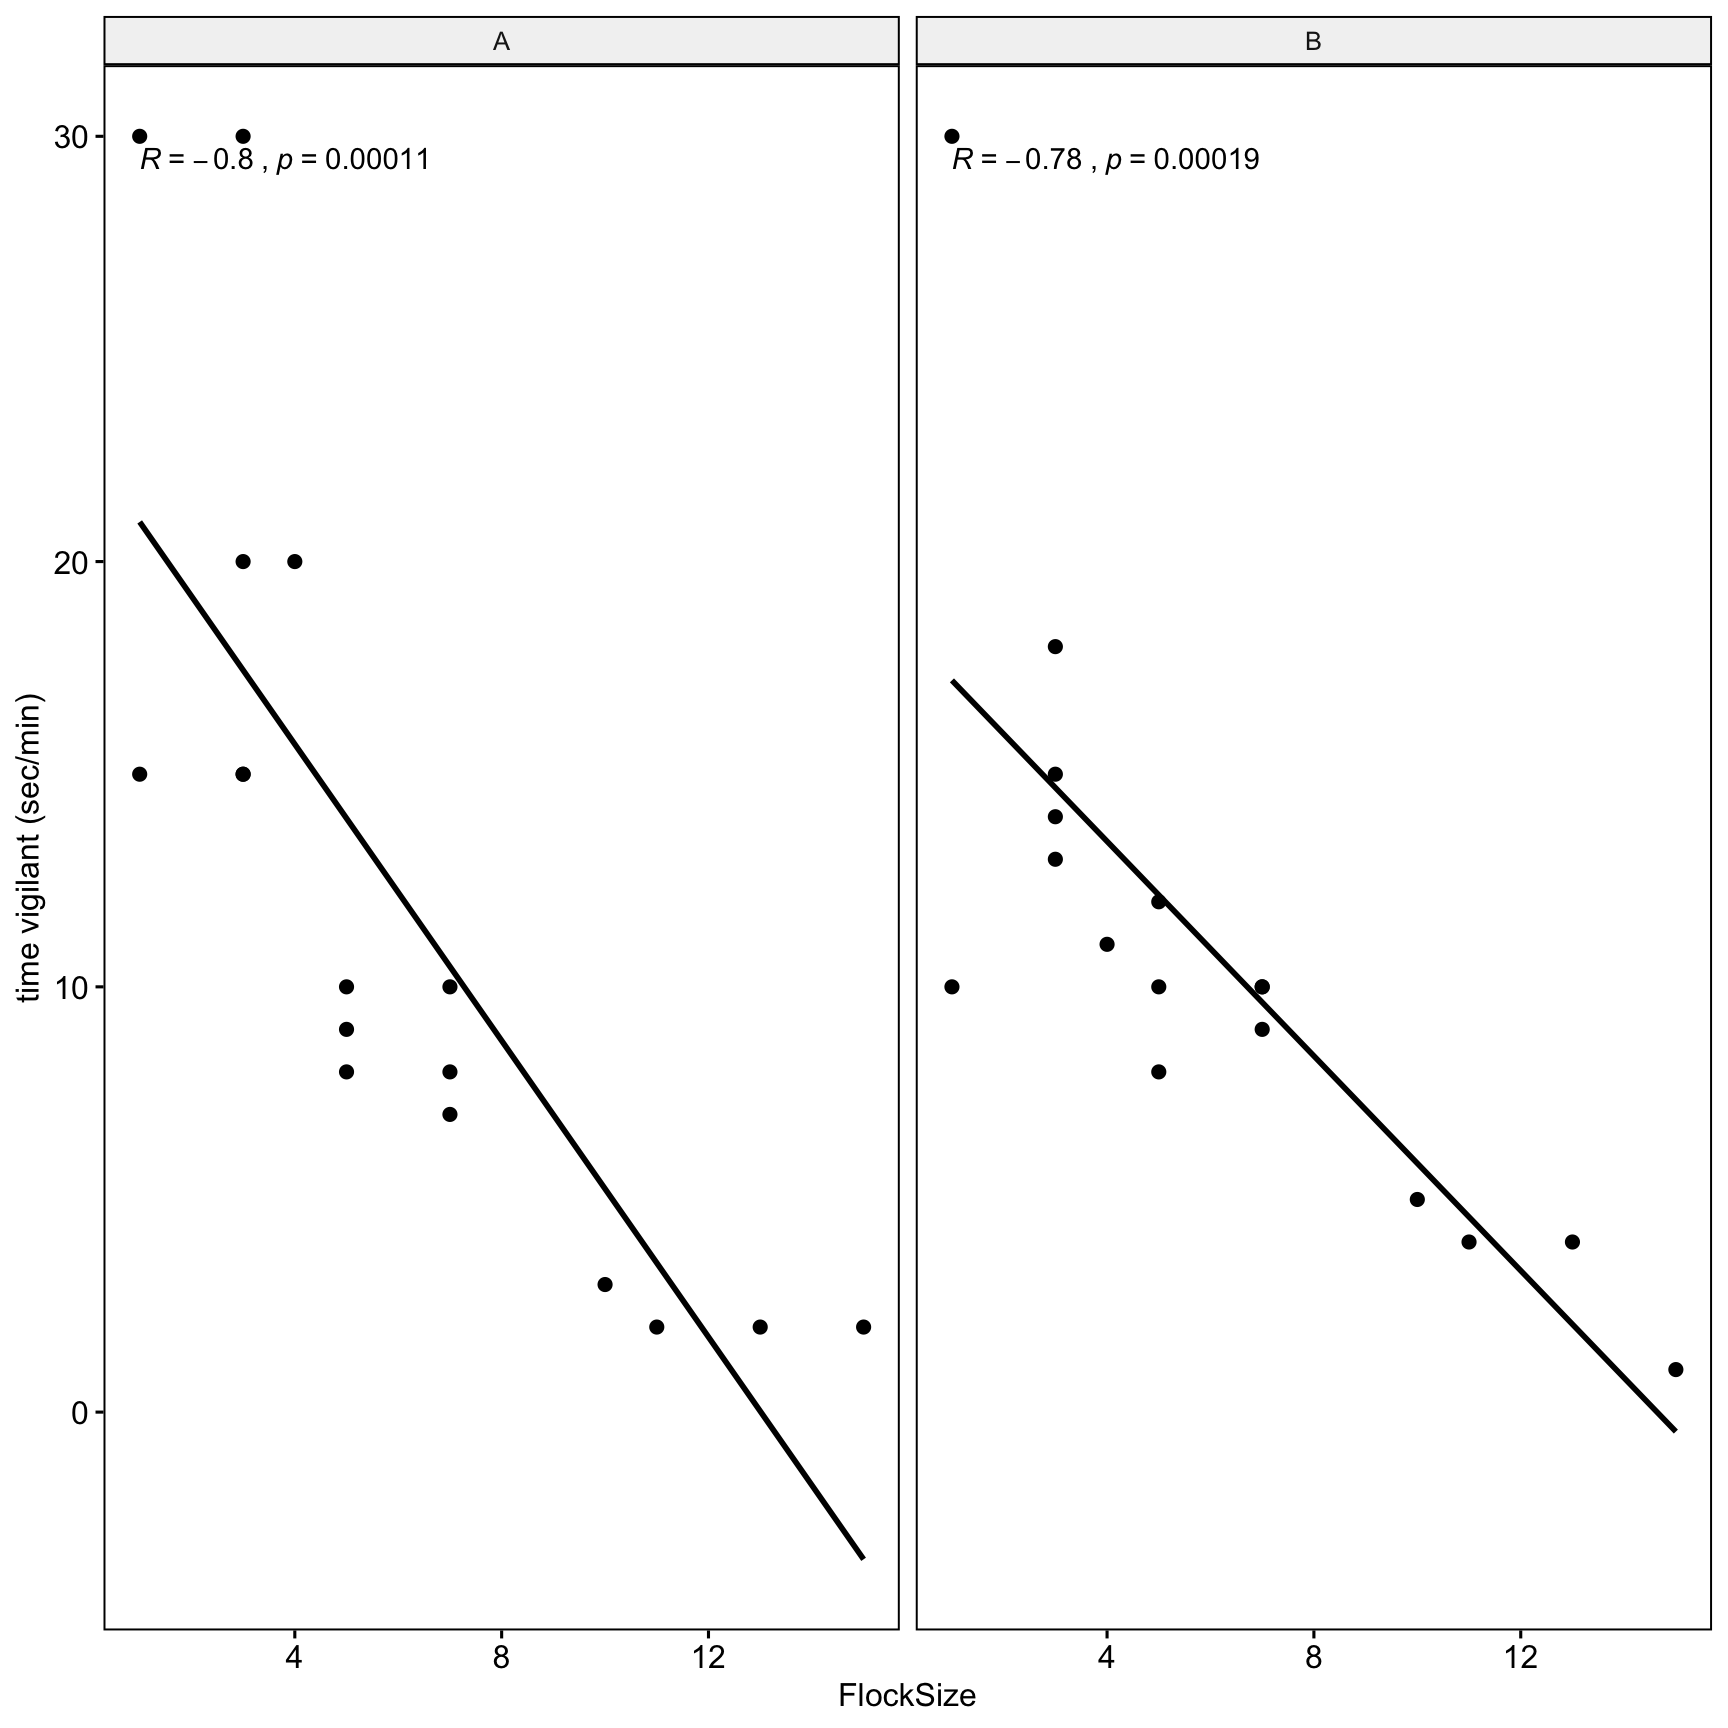 A
B
30
20
10
0
R = −0.8 , p = 0.00011
R = −0.78 , p = 0.00019
time vigilant (sec/min)
4 8 12
4 8 12
FlockSize